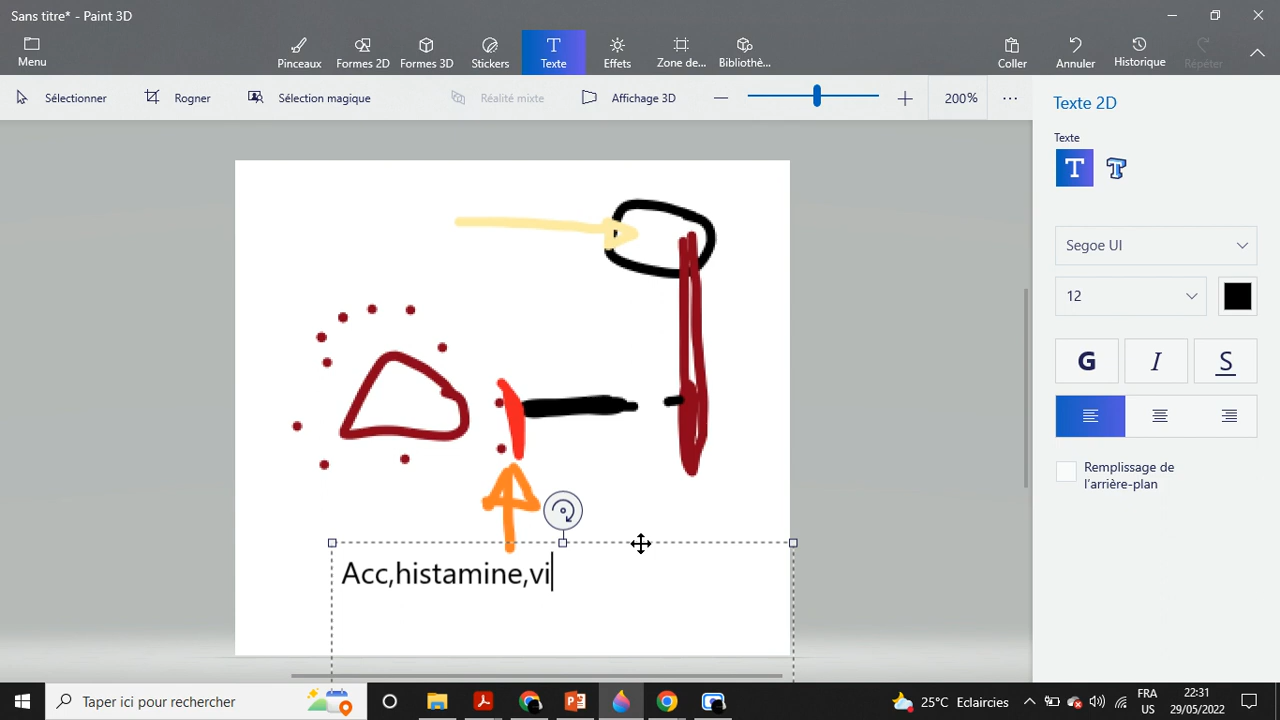 Sans titre* - Paint 3D
Menu
Pinceaux
Formes 2D
Formes 3D
Stickers
Texte
Effets
Zone de...
Bibliothè...
Coller
Annuler
Historique
Répéter
Sélectionner
Rogner
Sélection magique
Réalité mixte
Affichage 3D
200%
Texte 2D
Texte
Segoe UI
12
G
I
S
Remplissage de
l'arrière-plan
Acc,histamine,vi
Taper ici pour rechercher
25°C Eclaircies
FRA
US
22:31
29/05/2022